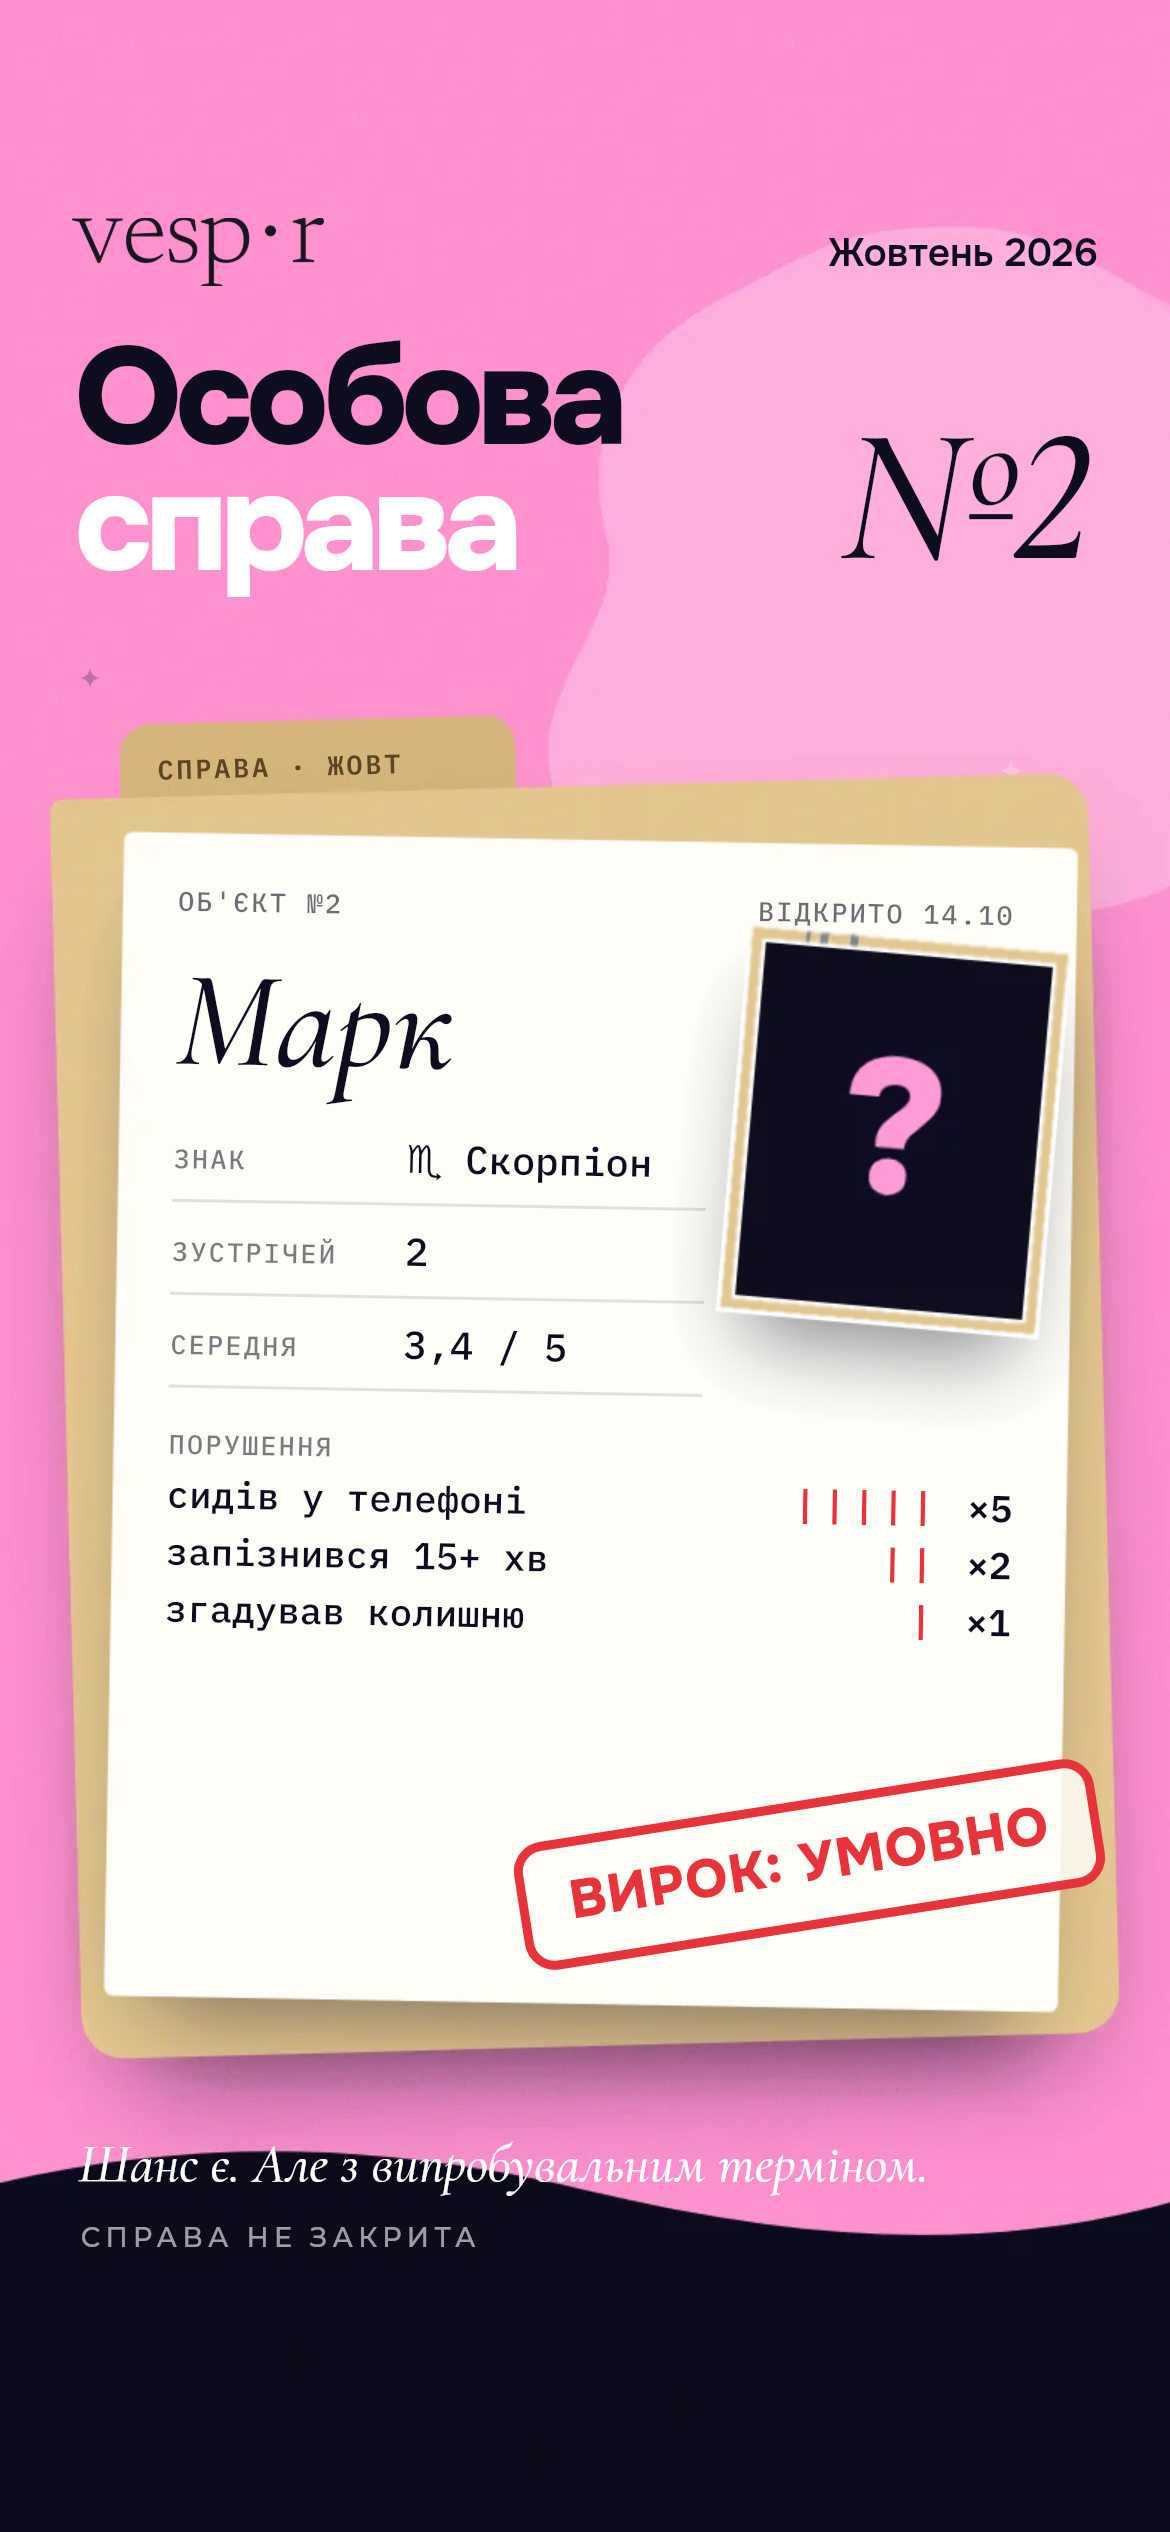 vesp·r
Жовтень 2026
Особова
справа
№2
СПРАВА · ЖОВТ
ОБ'ЄКТ №2
ВІДКРИТО 14.10
Марк
?
ЗНАК ♏ Скорпіон
ЗУСТРІЧЕЙ 2
СЕРЕДНЯ 3,4 / 5
ПОРУШЕННЯ
сидів у телефоні ||||| ×5
запізнився 15+ хв || ×2
згадував колишню | ×1
ВИРОК: УМОВНО
Шанс є. Але з випробувальним терміном.
СПРАВА НЕ ЗАКРИТА